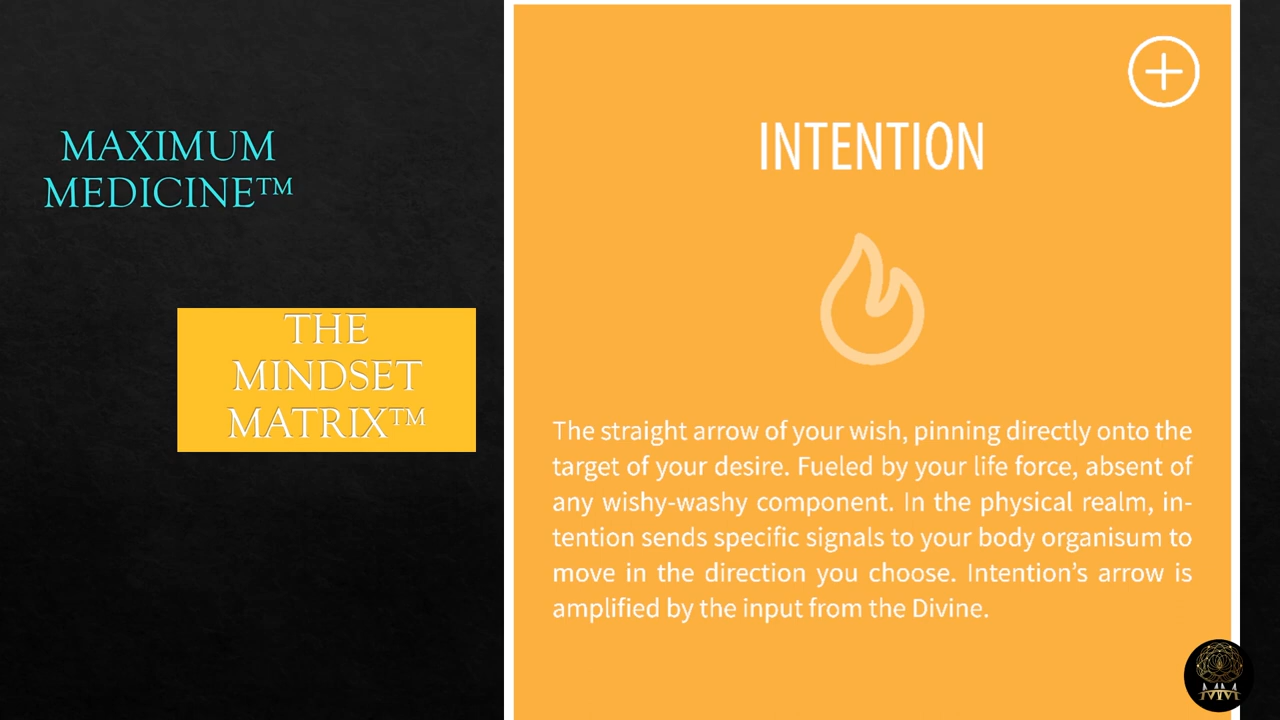 MAXIMUM
MEDICINE™
THE
MINDSET
MATRIX™
INTENTION
The straight arrow of your wish, pinning directly onto the
target of your desire. Fueled by your life force, absent of
any wishy-washy component. In the physical realm, in-
tention sends specific signals to your body organisum to
move in the direction you choose. Intention's arrow is
amplified by the input from the Divine.
MM